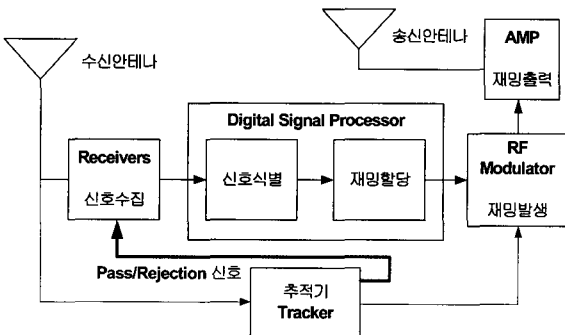 수신안테나
송신안테나
AMP
재밍출력
Digital Signal Processor
Receivers
신호수집
신호식별
재밍할당
RF
Modulator
재밍발생
Pass/Rejection 신호
추적기
Tracker